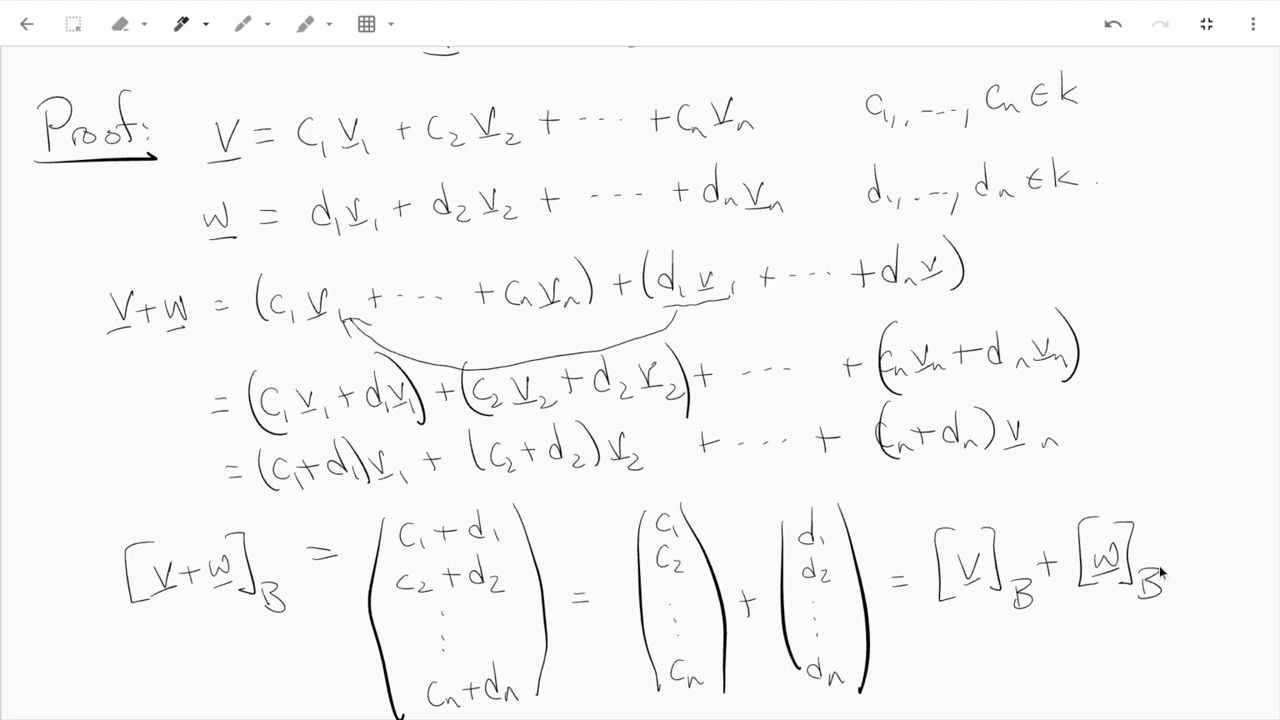 Proof: v = c₁v₁ + c₂v₂ + ⋯ + cₙvₙ c₁, ..., cₙ ∈ k
w = d₁v₁ + d₂v₂ + ⋯ + dₙvₙ d₁, ..., dₙ ∈ k.
v+w = (c₁v₁ + ⋯ + cₙvₙ) + (d₁v₁ + ⋯ + dₙv)
= (c₁v₁ + d₁v₁) + (c₂v₂ + d₂v₂) + ⋯ + (cₙvₙ + dₙvₙ)
= (c₁+d₁)v₁ + (c₂+d₂)v₂ + ⋯ + (cₙ+dₙ)vₙ
[v+w]_B = (c₁+d₁ c₂+d₂ ⋮ cₙ+dₙ) = (c₁ c₂ ⋮ cₙ) + (d₁ d₂ ⋮ dₙ) = [v]_B + [w]_B